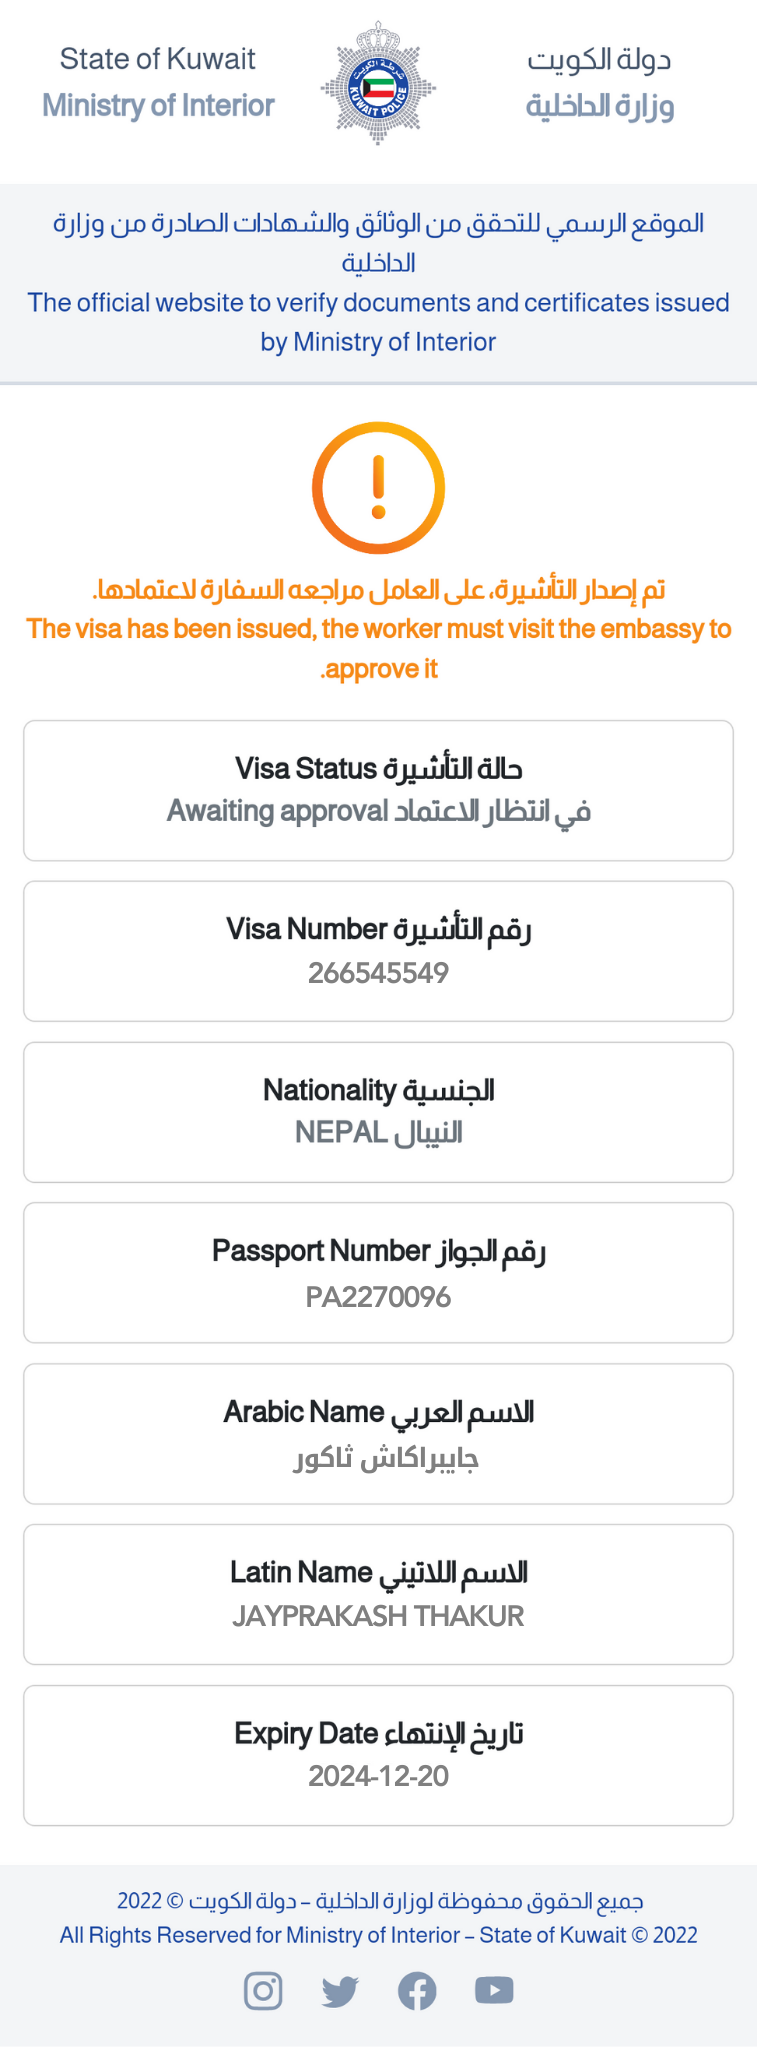 State of Kuwait
Ministry of Interior
شرطة الكويت
KUWAIT POLICE
دولة الكويت
وزارة الداخلية
الموقع الرسمي للتحقق من الوثائق والشهادات الصادرة من وزارة
الداخلية
The official website to verify documents and certificates issued
by Ministry of Interior
تم إصدار التأشيرة، على العامل مراجعه السفارة لاعتمادها.
The visa has been issued, the worker must visit the embassy to
.approve it
Visa Status حالة التأشيرة
Awaiting approval في انتظار الاعتماد
Visa Number رقم التأشيرة
266545549
Nationality الجنسية
NEPAL النيبال
Passport Number رقم الجواز
PA2270096
Arabic Name الاسم العربي
جايبراكاش ثاكور
Latin Name الاسم اللاتيني
JAYPRAKASH THAKUR
Expiry Date تاريخ الإنتهاء
2024-12-20
جميع الحقوق محفوظة لوزارة الداخلية – دولة الكويت © 2022
All Rights Reserved for Ministry of Interior – State of Kuwait © 2022